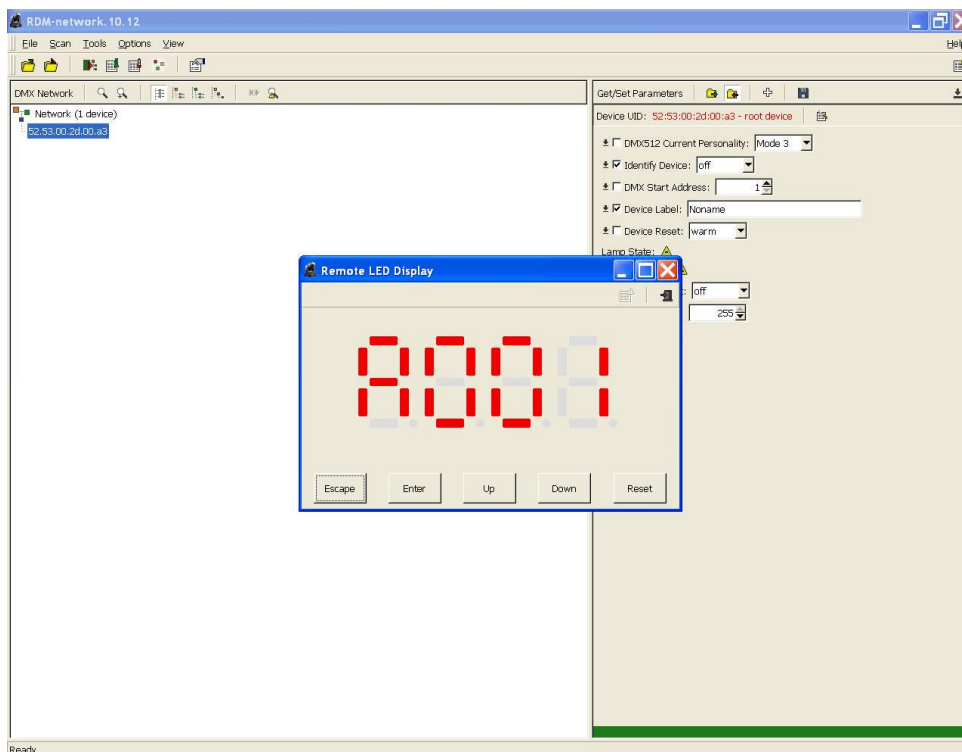 RDM-network.10.12
File Scan Tools Options View Help
DMX Network
Get/Set Parameters
Network (1 device)
52.53.00.2d.00.a3
Device UID: 52:53:00:2d:00:a3 - root device
DMX512 Current Personality: Mode 3
Identify Device: off
DMX Start Address: 1
Device Label: Noname
Device Reset: warm
Lamp State:
: off
255
Remote LED Display
A001
Escape Enter Up Down Reset
Ready